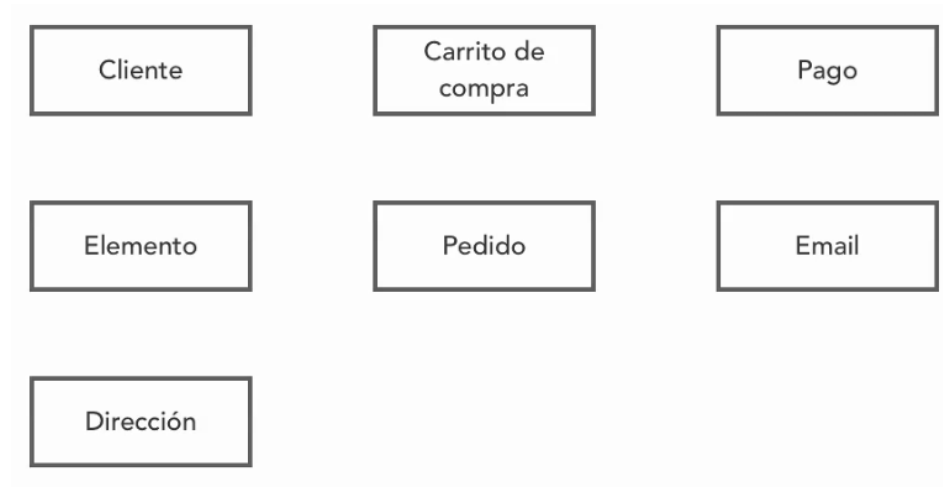 Cliente
Carrito de
compra
Pago
Elemento
Pedido
Email
Dirección